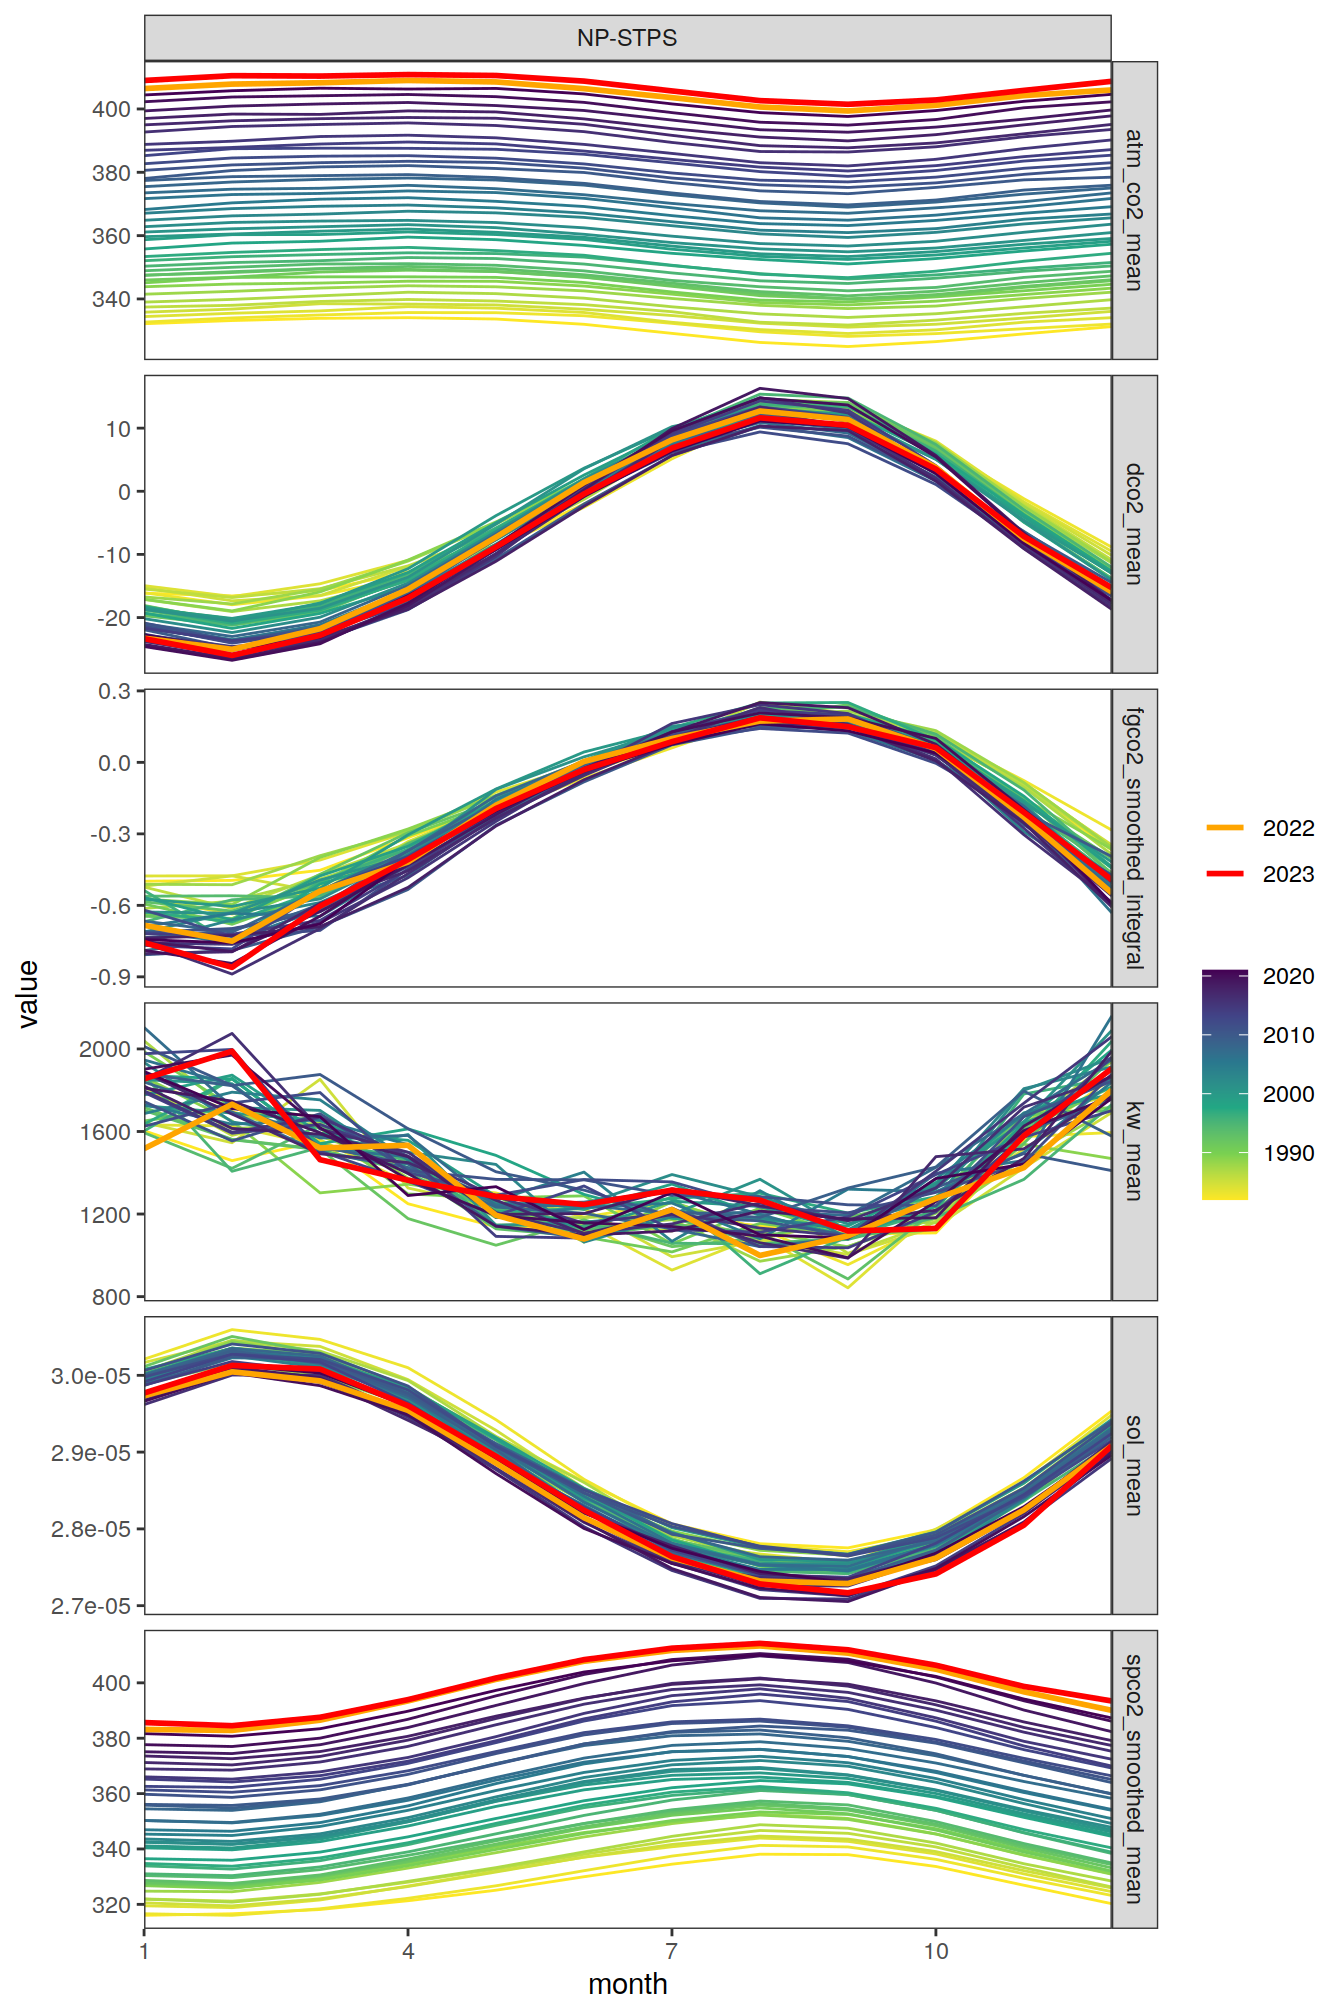 NP-STPS
400
380
360
340
atm_co2_mean
10
0
-10
-20
dco2_mean
0.3
0.0
-0.3
-0.6
-0.9
fgco2_smoothed_integral
2000
1600
1200
800
kw_mean
3.0e-05
2.9e-05
2.8e-05
2.7e-05
sol_mean
400
380
360
340
320
spco2_smoothed_mean
1
4
7
10
month
value
2022
2023
2020
2010
2000
1990